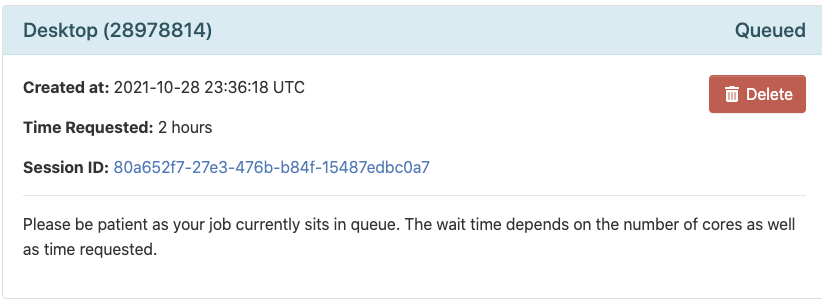 Desktop (28978814) Queued
Created at: 2021-10-28 23:36:18 UTC
Delete
Time Requested: 2 hours
Session ID: 80a652f7-27e3-476b-b84f-15487edbc0a7
Please be patient as your job currently sits in queue. The wait time depends on the number of cores as well
as time requested.